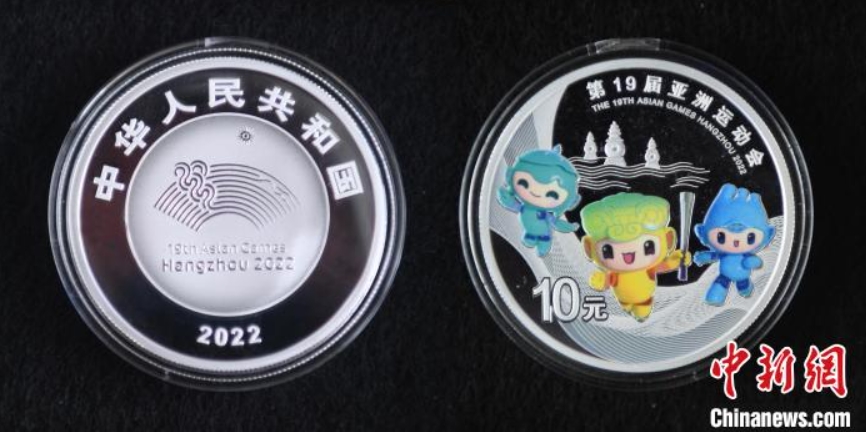 中华人民共和国
19th Asian Games
Hangzhou 2022
2022
第19届亚洲运动会
THE 19TH ASIAN GAMES HANGZHOU 2022
10元
中新網
Chinanews.com